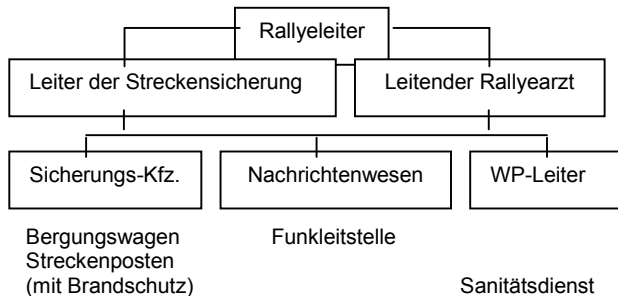 Rallyeleiter
Leiter der Streckensicherung
Leitender Rallyearzt
Sicherungs-Kfz.
Nachrichtenwesen
WP-Leiter
Bergungswagen
Streckenposten
(mit Brandschutz)
Funkleitstelle
Sanitätsdienst